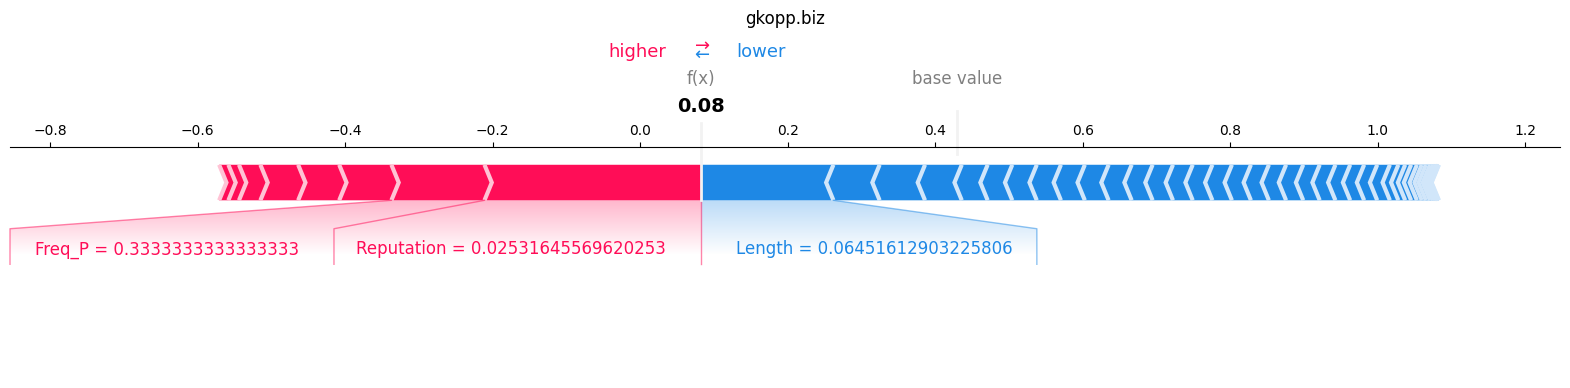 gkopp.biz
higher → ← lower
f(x) base value
0.08
−0.8 −0.6 −0.4 −0.2 0.0 0.2 0.4 0.6 0.8 1.0 1.2
Freq_P = 0.3333333333333333 Reputation = 0.02531645569620253 Length = 0.06451612903225806